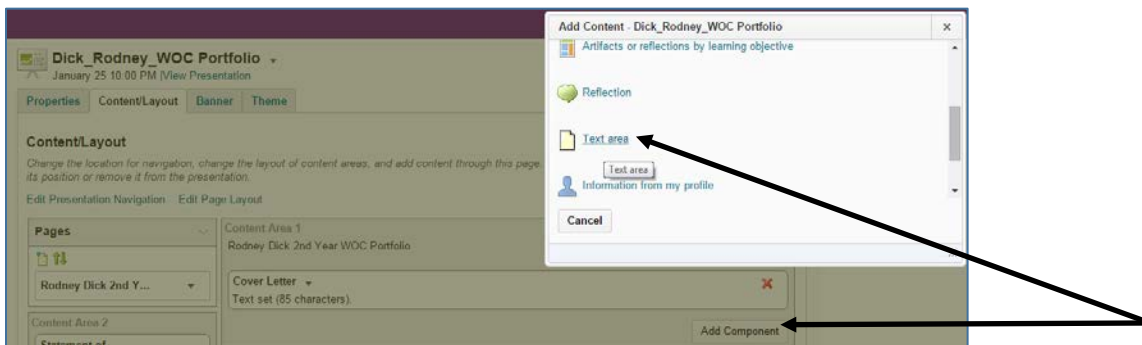 Dick_Rodney_WOC Portfolio
January 25 10:00 PM |View Presentation
Properties Content/Layout Banner Theme
Content/Layout
Change the location for navigation, change the layout of content areas, and add content through this page.
its position or remove it from the presentation.
Edit Presentation Navigation Edit Page Layout
Pages
Rodney Dick 2nd Y...
Content Area 2
Statement of
Content Area 1
Rodney Dick 2nd Year WOC Portfolio
Cover Letter
Text set (85 characters).
Add Component
Add Content - Dick_Rodney_WOC Portfolio
Artifacts or reflections by learning objective
Reflection
Text area
Text area
Information from my profile
Cancel